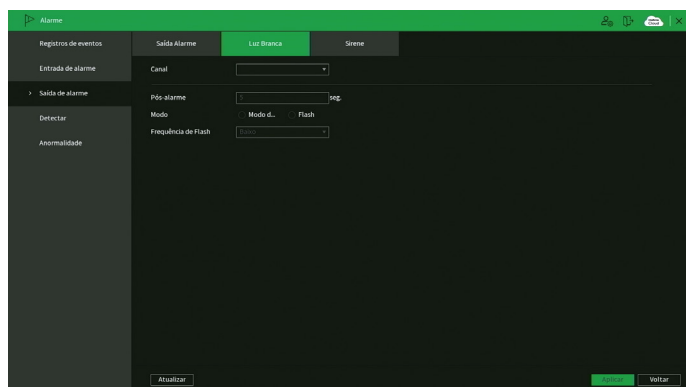 Alarme
Registros de eventos
Entrada de alarme
Saída de alarme
Detectar
Anormalidade
Saída Alarme
Luz Branca
Sirene
Canal
Pós-alarme 5 seg.
Modo Modo d... Flash
Frequência de Flash Baixo
Atualizar
Aplicar
Voltar